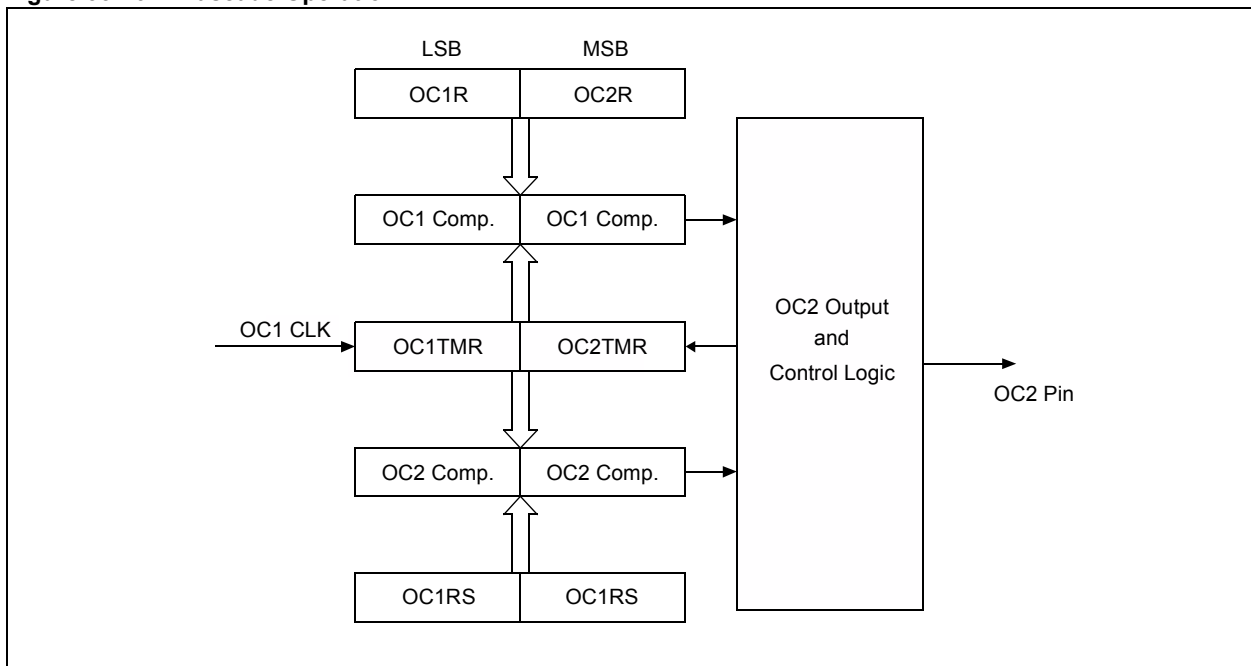 LSB MSB
OC1R OC2R
OC1 Comp. OC1 Comp.
OC1 CLK
OC1TMR OC2TMR
OC2 Output
and
Control Logic
OC2 Pin
OC2 Comp. OC2 Comp.
OC1RS OC1RS